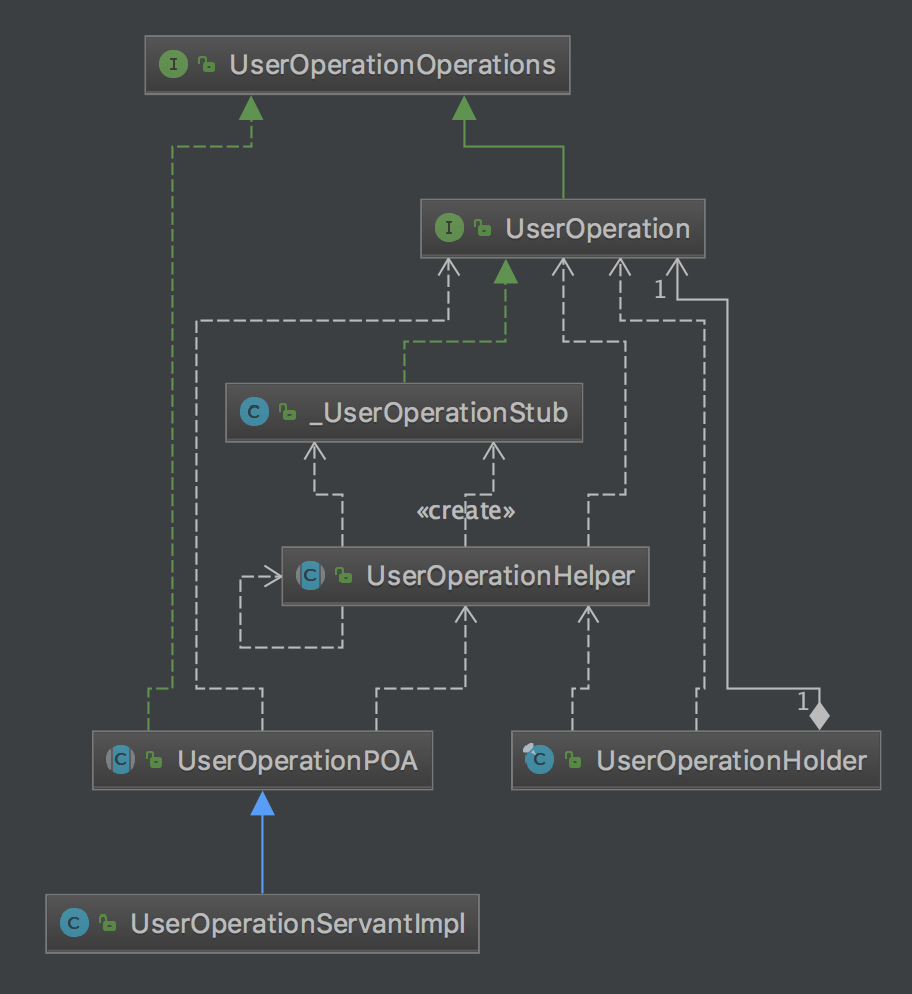 I UserOperationOperations
I UserOperation
1
C _UserOperationStub
«create»
C UserOperationHelper
1
C UserOperationPOA
C UserOperationHolder
C UserOperationServantImpl